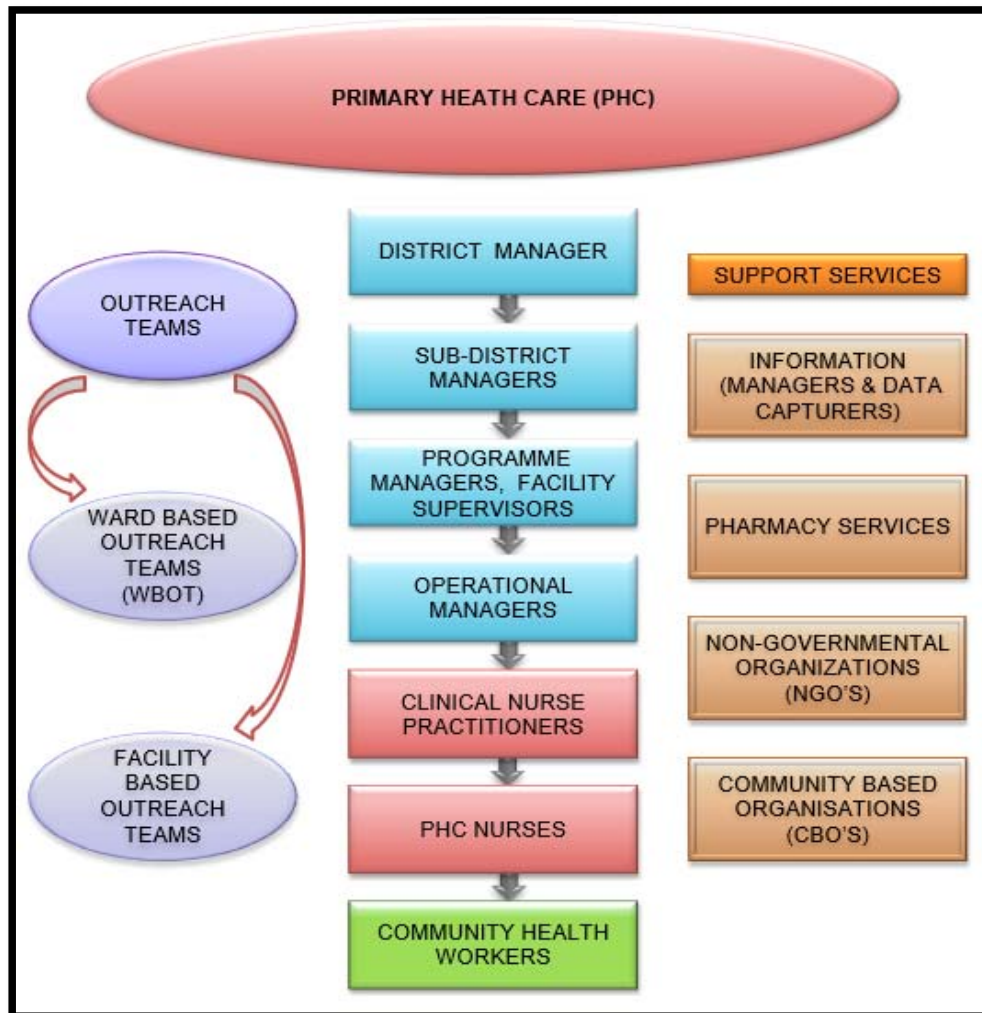 PRIMARY HEATH CARE (PHC)
OUTREACH
TEAMS
WARD BASED
OUTREACH
TEAMS
(WBOT)
FACILITY
BASED
OUTREACH
TEAMS
DISTRICT MANAGER
SUB-DISTRICT
MANAGERS
PROGRAMME
MANAGERS, FACILITY
SUPERVISORS
OPERATIONAL
MANAGERS
CLINICAL NURSE
PRACTITIONERS
PHC NURSES
COMMUNITY HEALTH
WORKERS
SUPPORT SERVICES
INFORMATION
(MANAGERS & DATA
CAPTURERS)
PHARMACY SERVICES
NON-GOVERNMENTAL
ORGANIZATIONS
(NGO'S)
COMMUNITY BASED
ORGANISATIONS
(CBO'S)